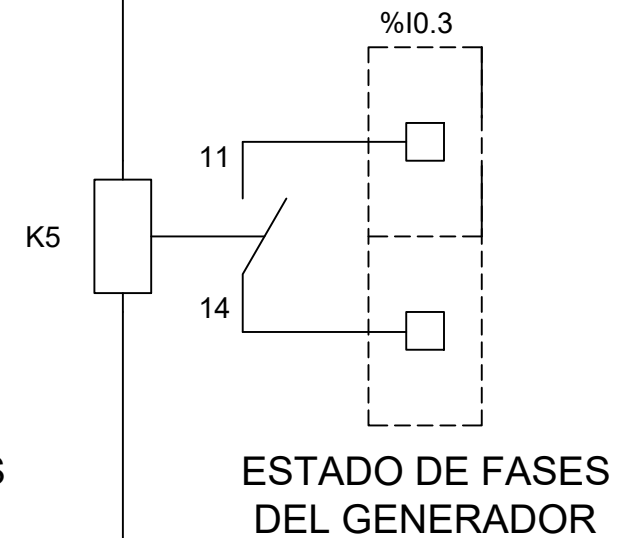 %I0.3
11
K5
14
S
ESTADO DE FASES
DEL GENERADOR